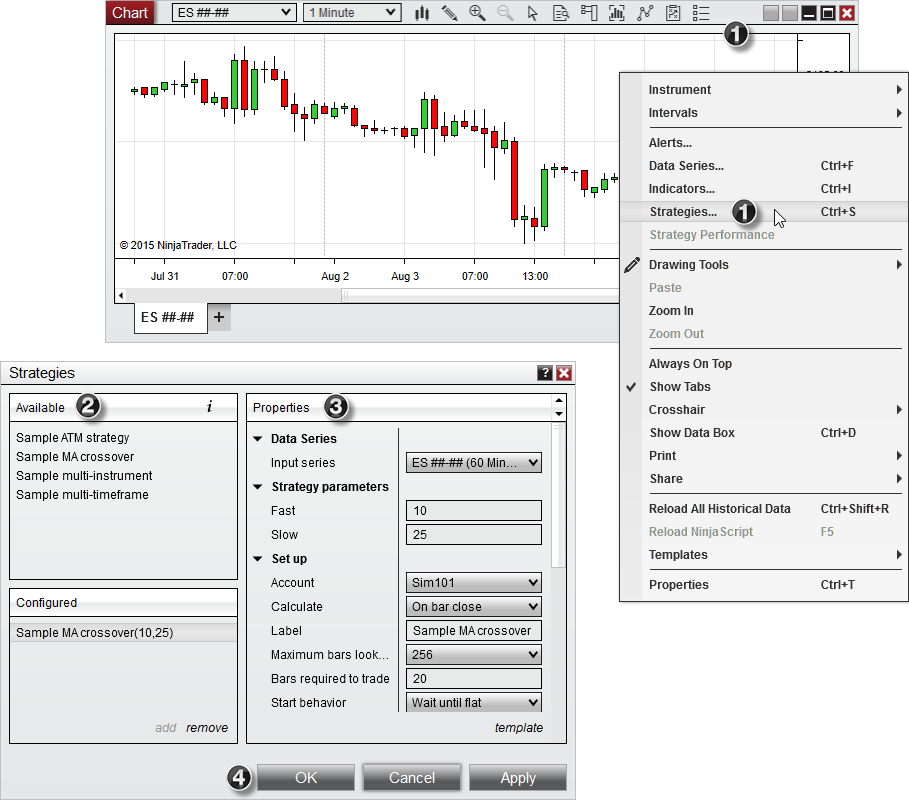 Chart
ES ##-##
1 Minute
1
© 2015 NinjaTrader, LLC
Jul 31
07:00
Aug 2
Aug 3
07:00
13:00
ES ##-##
+
Instrument
Intervals
Alerts...
Data Series... Ctrl+F
Indicators... Ctrl+I
Strategies... 1 Ctrl+S
Strategy Performance
Drawing Tools
Paste
Zoom In
Zoom Out
Always On Top
Show Tabs
Crosshair
Show Data Box Ctrl+D
Print
Share
Reload All Historical Data Ctrl+Shift+R
Reload NinjaScript F5
Templates
Properties Ctrl+T
Strategies
?
Available 2 i
Sample ATM strategy
Sample MA crossover
Sample multi-instrument
Sample multi-timeframe
Configured
Sample MA crossover(10,25)
add remove
Properties 3
Data Series
Input series ES ##-## (60 Min...
Strategy parameters
Fast 10
Slow 25
Set up
Account Sim101
Calculate On bar close
Label Sample MA crossover
Maximum bars look... 256
Bars required to trade 20
Start behavior Wait until flat
template
4 OK Cancel Apply